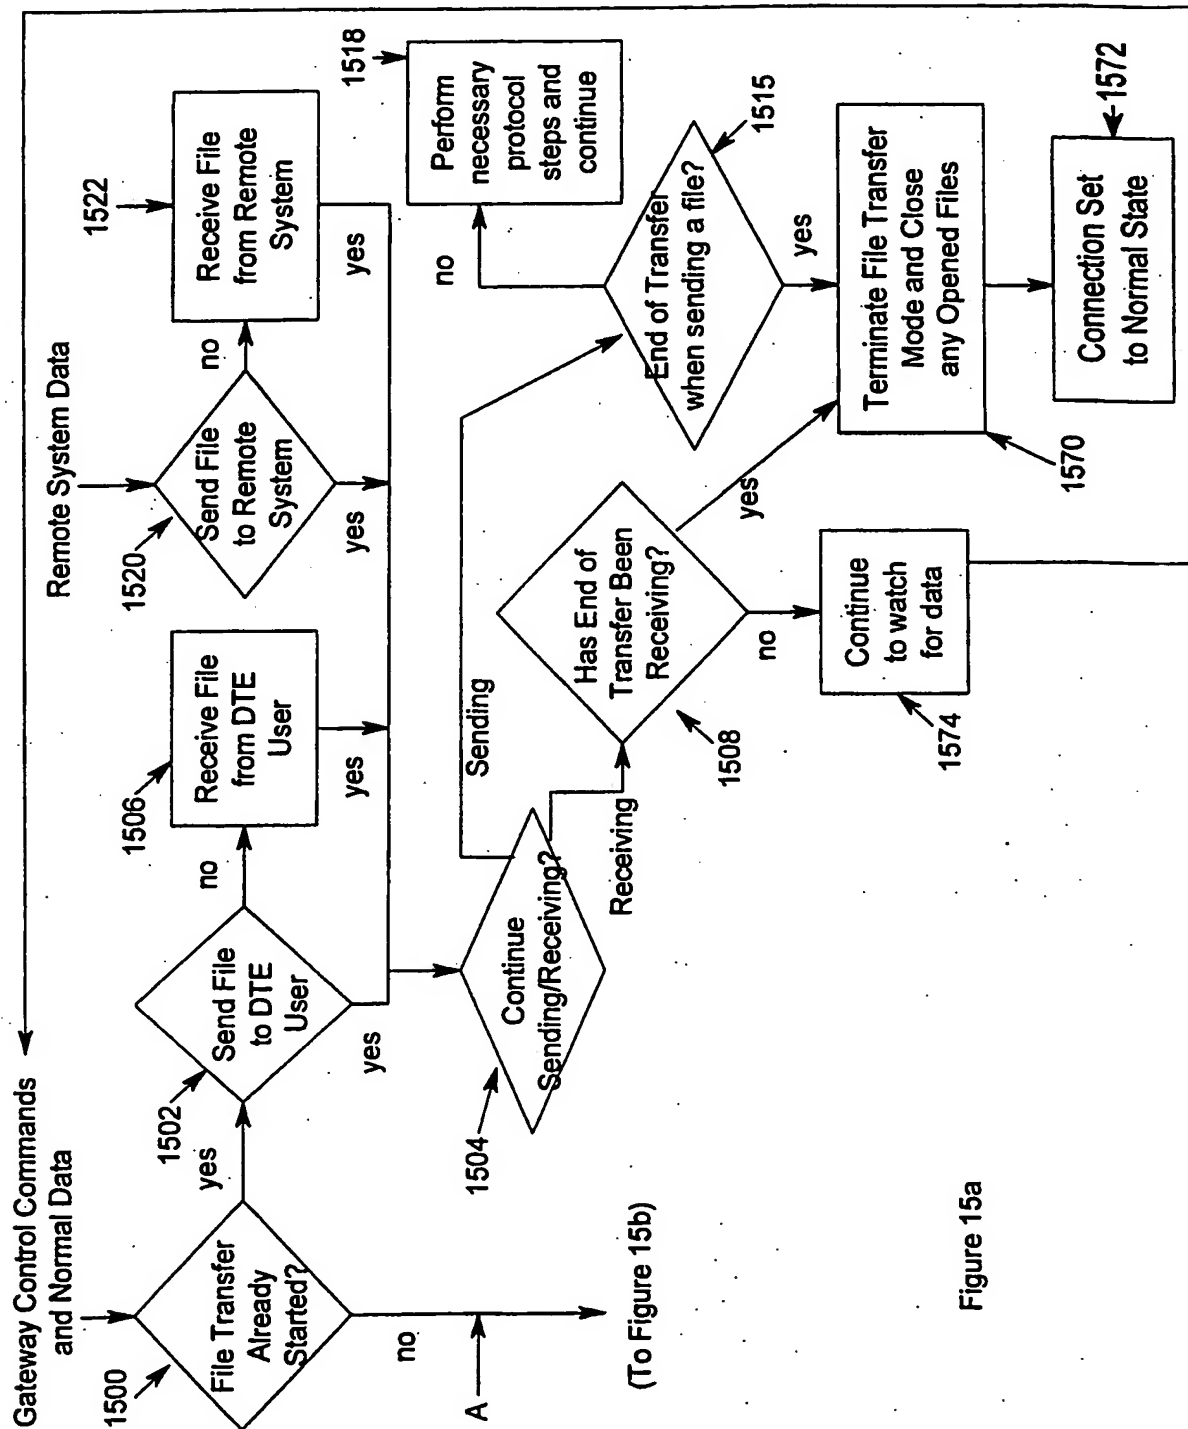 Gateway Control Commands
and Normal Data
1500
File Transfer
Already
Started?
yes
no
A
(To Figure 15b)
1502
Send File
to DTE
User
no
yes
1506
Receive File
from DTE
User
yes
Remote System Data
1520
Send File
to Remote
System
no
yes
1522
Receive File
from Remote
System
yes
1504
Continue
Sending/Receiving?
Sending
Receiving
1508
Has End of
Transfer Been
Receiving?
yes
no
1574
Continue
to watch
for data
1515
End of Transfer
when sending a file?
no
yes
1518
Perform
necessary
protocol
steps and
continue
1570
Terminate File Transfer
Mode and Close
any Opened Files
1572
Connection Set
to Normal State
Figure 15a